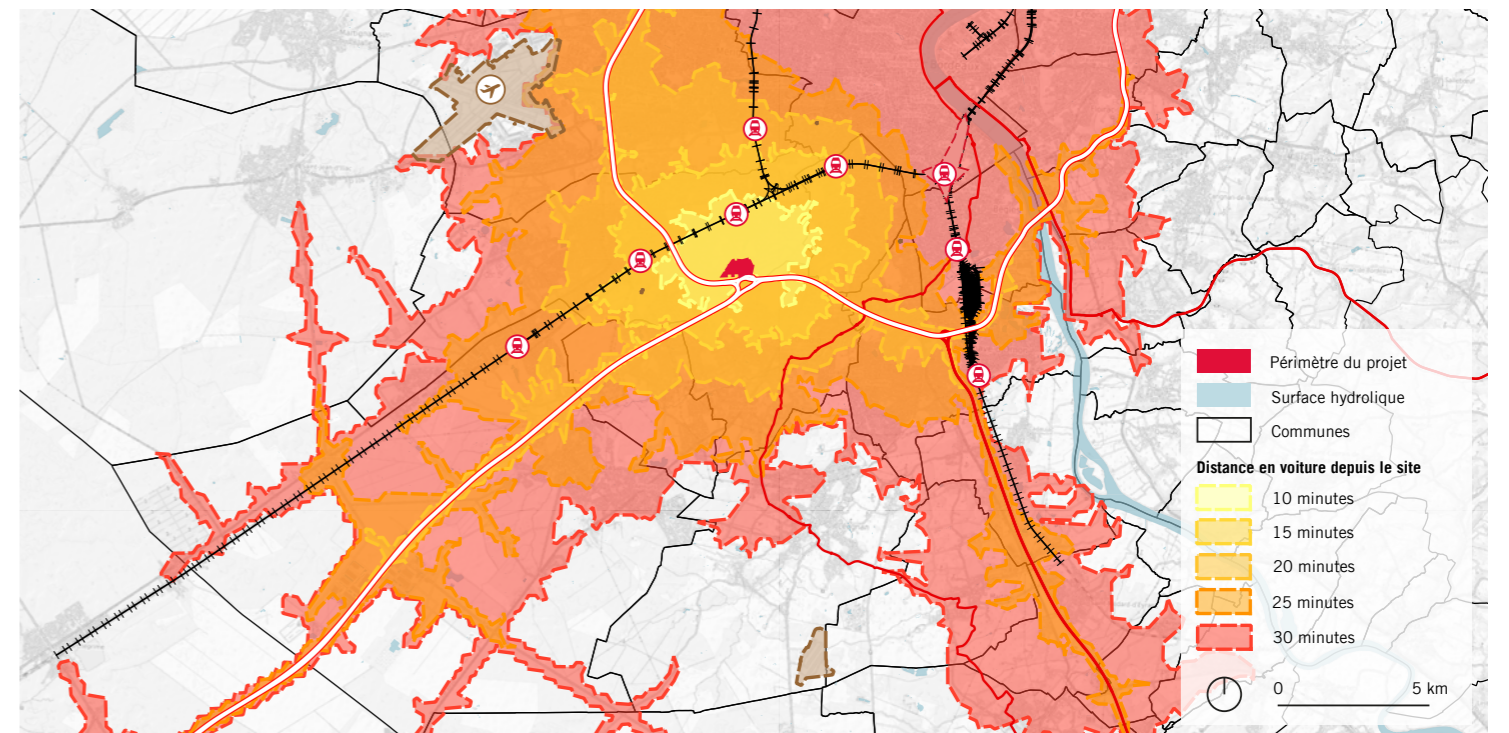 Périmètre du projet
Surface hydrolique
Communes
Distance en voiture depuis le site
10 minutes
15 minutes
20 minutes
25 minutes
30 minutes
0 5 km